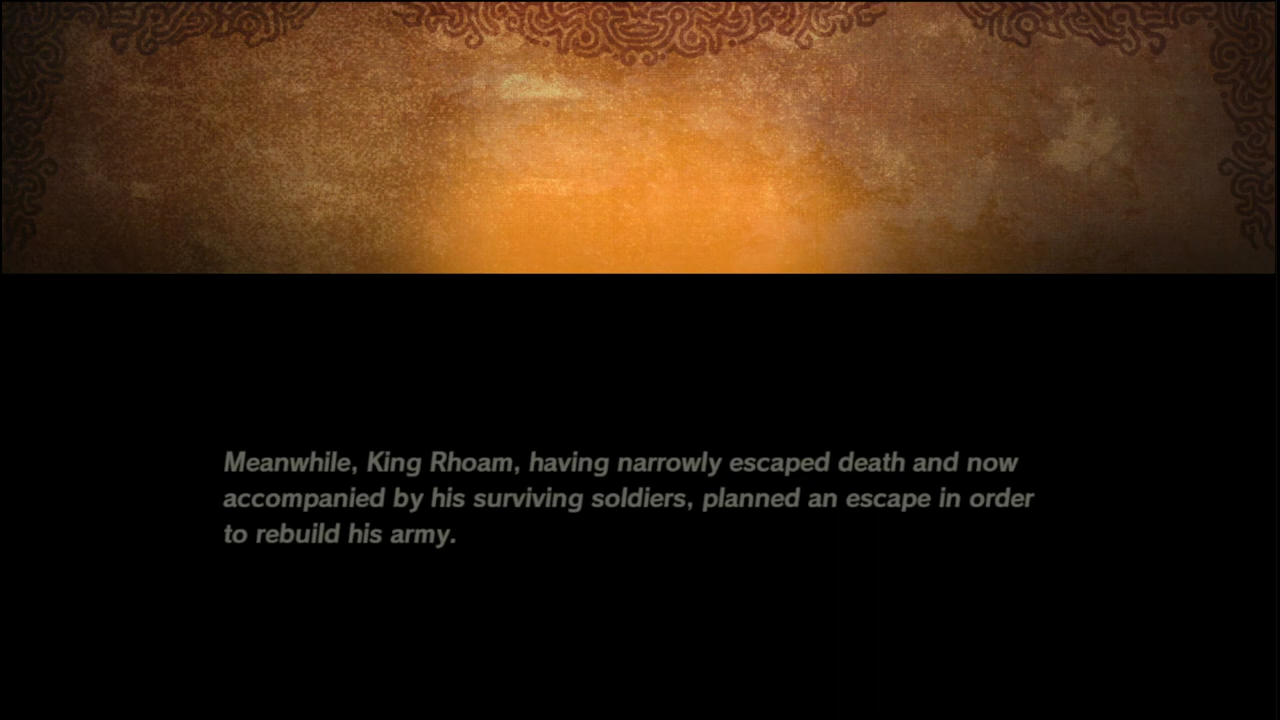 Meanwhile, King Rhoam, having narrowly escaped death and now
accompanied by his surviving soldiers, planned an escape in order
to rebuild his army.